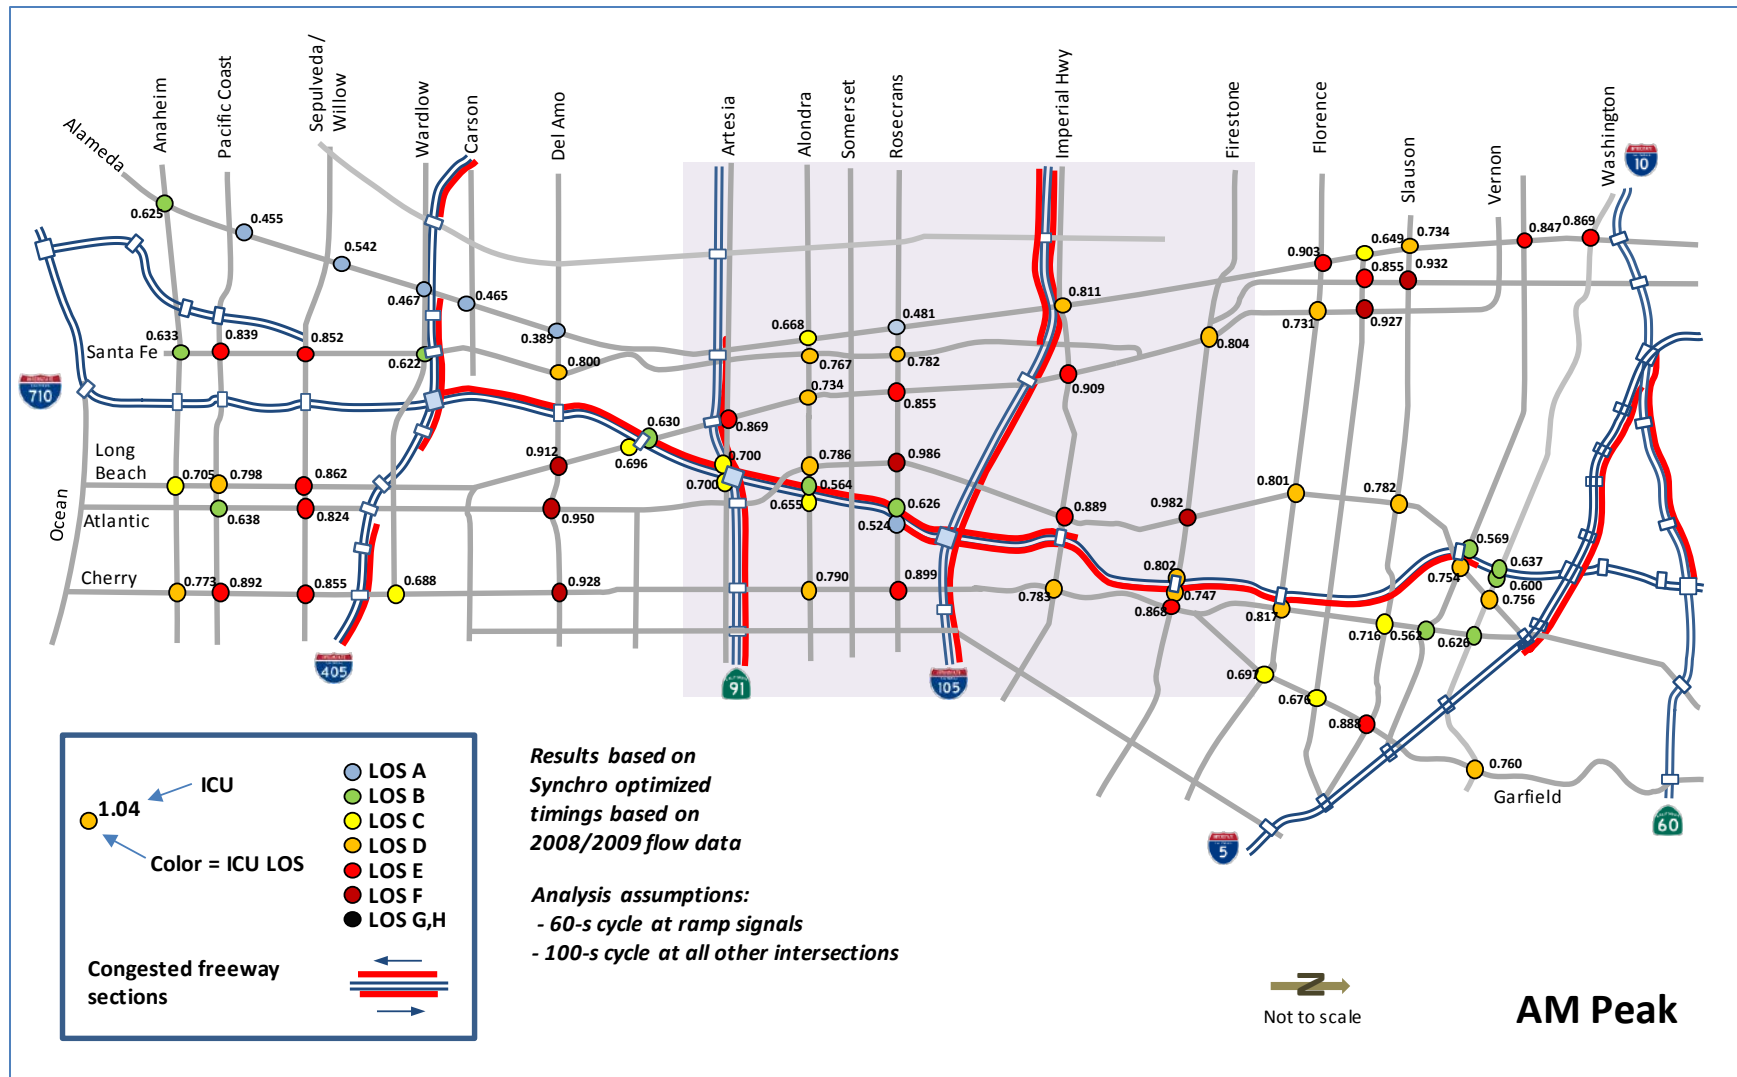 Alameda
Anaheim
Pacific Coast
Sepulveda/
Willow
Wardlow
Carson
Del Amo
Artesia
Alondra
Somerset
Rosecrans
Imperial Hwy
Firestone
Florence
Slauson
Vernon
Washington
10
0.625
0.455
0.542
0.467
0.465
0.389
0.668
0.481
0.811
0.903
0.649
0.734
0.847
0.869
0.855
0.932
0.731
0.927
0.804
0.633
0.839
0.852
0.622
0.800
0.767
0.782
Santa Fe
710
0.734
0.855
0.909
0.630
0.869
0.696
0.912
0.700
0.700
0.786
0.986
0.564
0.655
0.626
0.524
0.889
0.982
0.801
0.782
Long
Beach
0.705
0.798
0.862
Atlantic
0.638
0.824
0.950
Ocean
Cherry
0.773
0.892
0.855
0.688
0.928
0.790
0.899
0.783
0.802
0.747
0.868
0.817
0.569
0.754
0.637
0.600
0.756
0.716
0.562
0.626
0.697
0.676
0.888
0.760
Garfield
405
91
105
5
60
1.04
ICU
Color = ICU LOS
LOS A
LOS B
LOS C
LOS D
LOS E
LOS F
LOS G,H
Congested freeway
sections
Results based on
Synchro optimized
timings based on
2008/2009 flow data
Analysis assumptions:
- 60-s cycle at ramp signals
- 100-s cycle at all other intersections
N
Not to scale
AM Peak